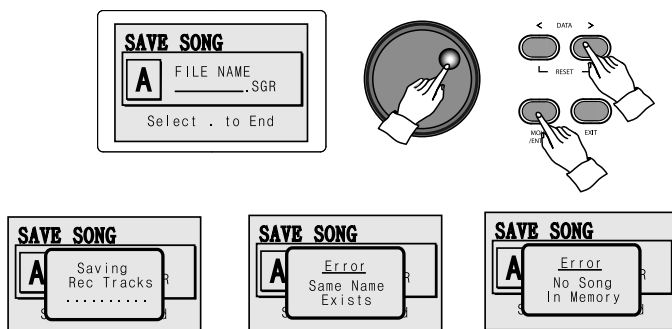 SAVE SONG
A
FILE NAME
.SGR
Select . to End
< DATA >
RESET
EXIT
SAVE SONG
A
Saving
Rec Tracks
..........
SAVE SONG
A
Error
Same Name
Exists
SAVE SONG
A
Error
No Song
In Memory